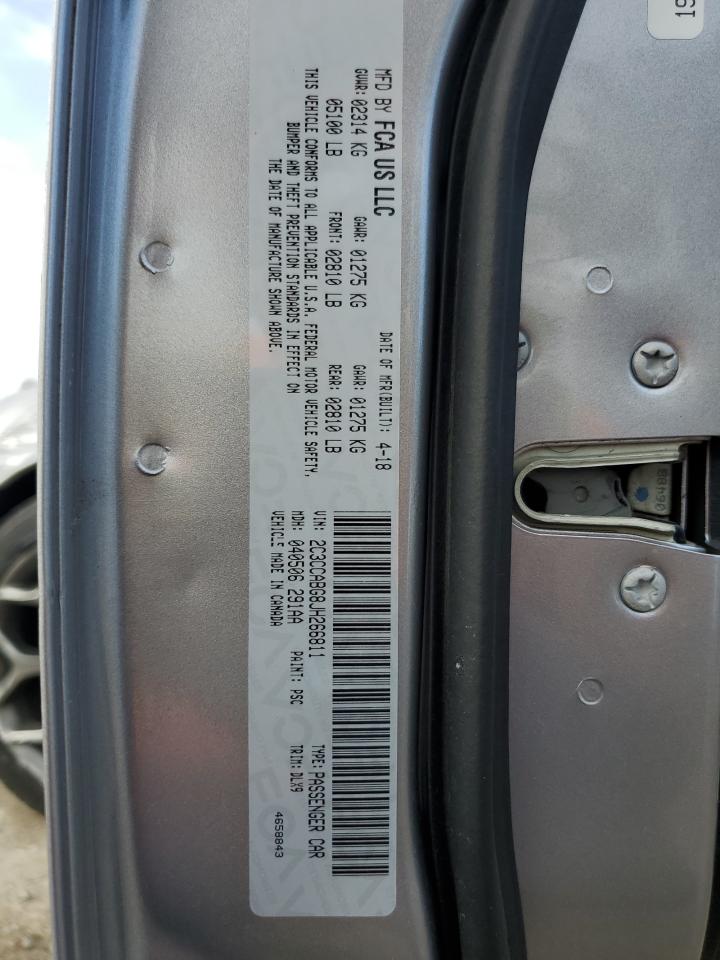 MFD BY FCA US LLC
DATE OF MFR(BUILT): 4-18
GVWR: 02314 KG GAWR: 01275 KG GAWR: 01275 KG
05100 LB FRONT: 02810 LB REAR: 02810 LB
THIS VEHICLE CONFORMS TO ALL APPLICABLE U.S.A. FEDERAL MOTOR VEHICLE SAFETY,
BUMPER AND THEFT PREVENTION STANDARDS IN EFFECT ON
THE DATE OF MANUFACTURE SHOWN ABOVE.
VIN: 2C3CCABG8JH266811 TYPE: PASSENGER CAR
MDH: 040506 291AA PAINT: PSC TRIM: DLX9
VEHICLE MADE IN CANADA
4658843